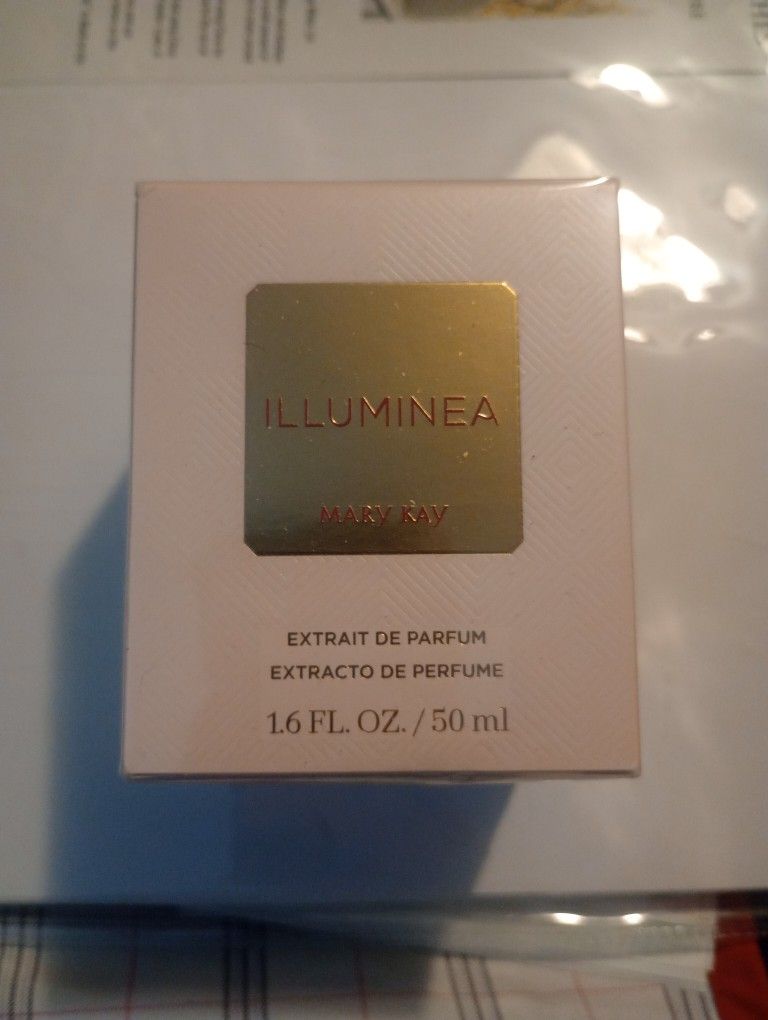 ILLUMINEA
MARY KAY
EXTRAIT DE PARFUM
EXTRACTO DE PERFUME
1.6 FL. OZ. / 50 ml